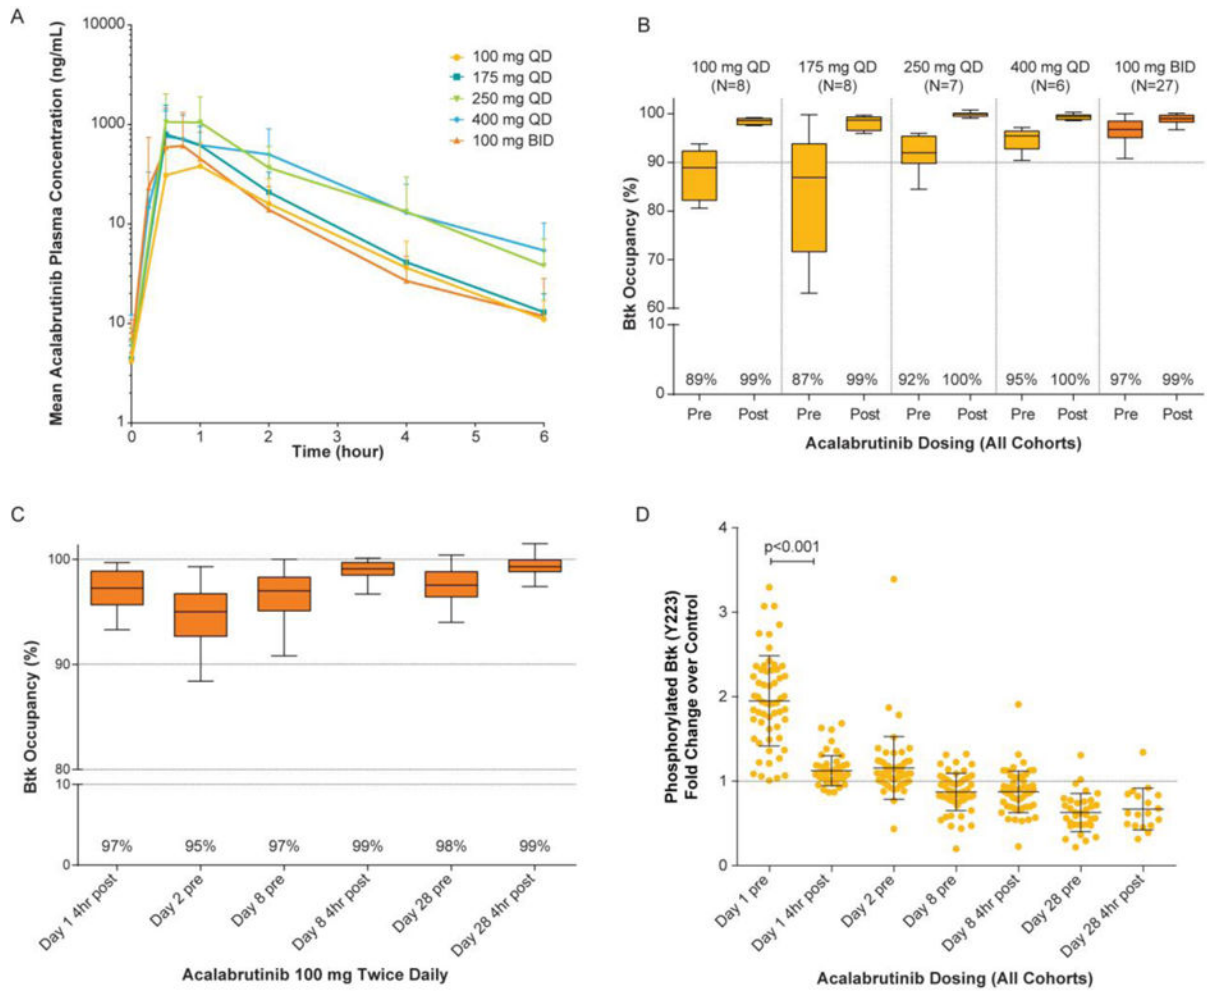 A
Mean Acalabrutinib Plasma Concentration (ng/mL)
10000
1000
10
10
1
0
1
2
3
4
5
6
Time (hour)
100 mg QD
175 mg QD
250 mg QD
400 mg QD
100 mg BID
B
100 mg QD
(N=8)
175 mg QD
(N=8)
250 mg QD
(N=7)
400 mg QD
(N=6)
100 mg BID
(N=27)
Btk Occupancy (%)
100
90
80
70
60
10
0
89%
99%
87%
99%
92%
100%
95%
100%
97%
99%
Pre
Post
Pre
Post
Pre
Post
Pre
Post
Pre
Post
Acalabrutinib Dosing (All Cohorts)
C
Btk Occupancy (%)
100
90
80
10
0
97%
95%
97%
99%
98%
99%
Day 1 4hr post
Day 2 pre
Day 8 pre
Day 8 4hr post
Day 28 pre
Day 28 4hr post
Acalabrutinib 100 mg Twice Daily
D
Phosphorylated Btk (Y223)
Fold Change over Control
4
3
2
1
0
p<0.001
Day 1 pre
Day 1 4hr post
Day 2 pre
Day 8 pre
Day 8 4hr post
Day 28 pre
Day 28 4hr post
Acalabrutinib Dosing (All Cohorts)